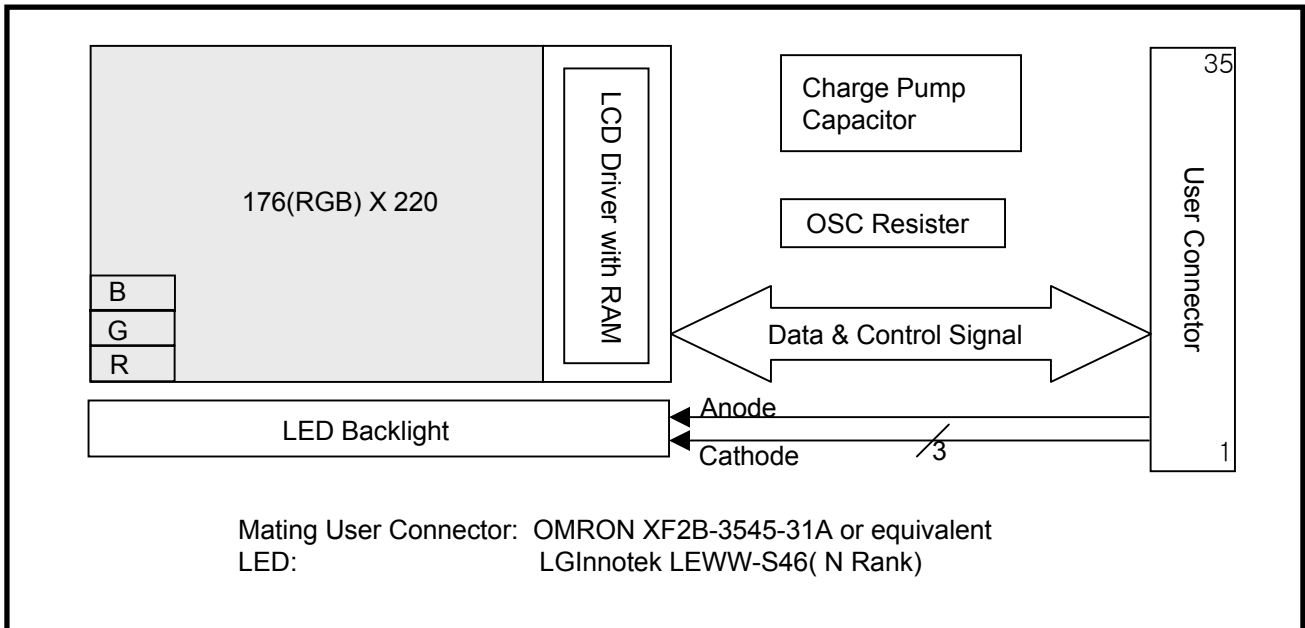 176(RGB) X 220
B
G
R
LCD Driver with RAM
Charge Pump
Capacitor
OSC Resister
Data & Control Signal
35
User Connector
1
LED Backlight
Anode
Cathode
3
Mating User Connector: OMRON XF2B-3545-31A or equivalent
LED: LGInnotek LEWW-S46( N Rank)